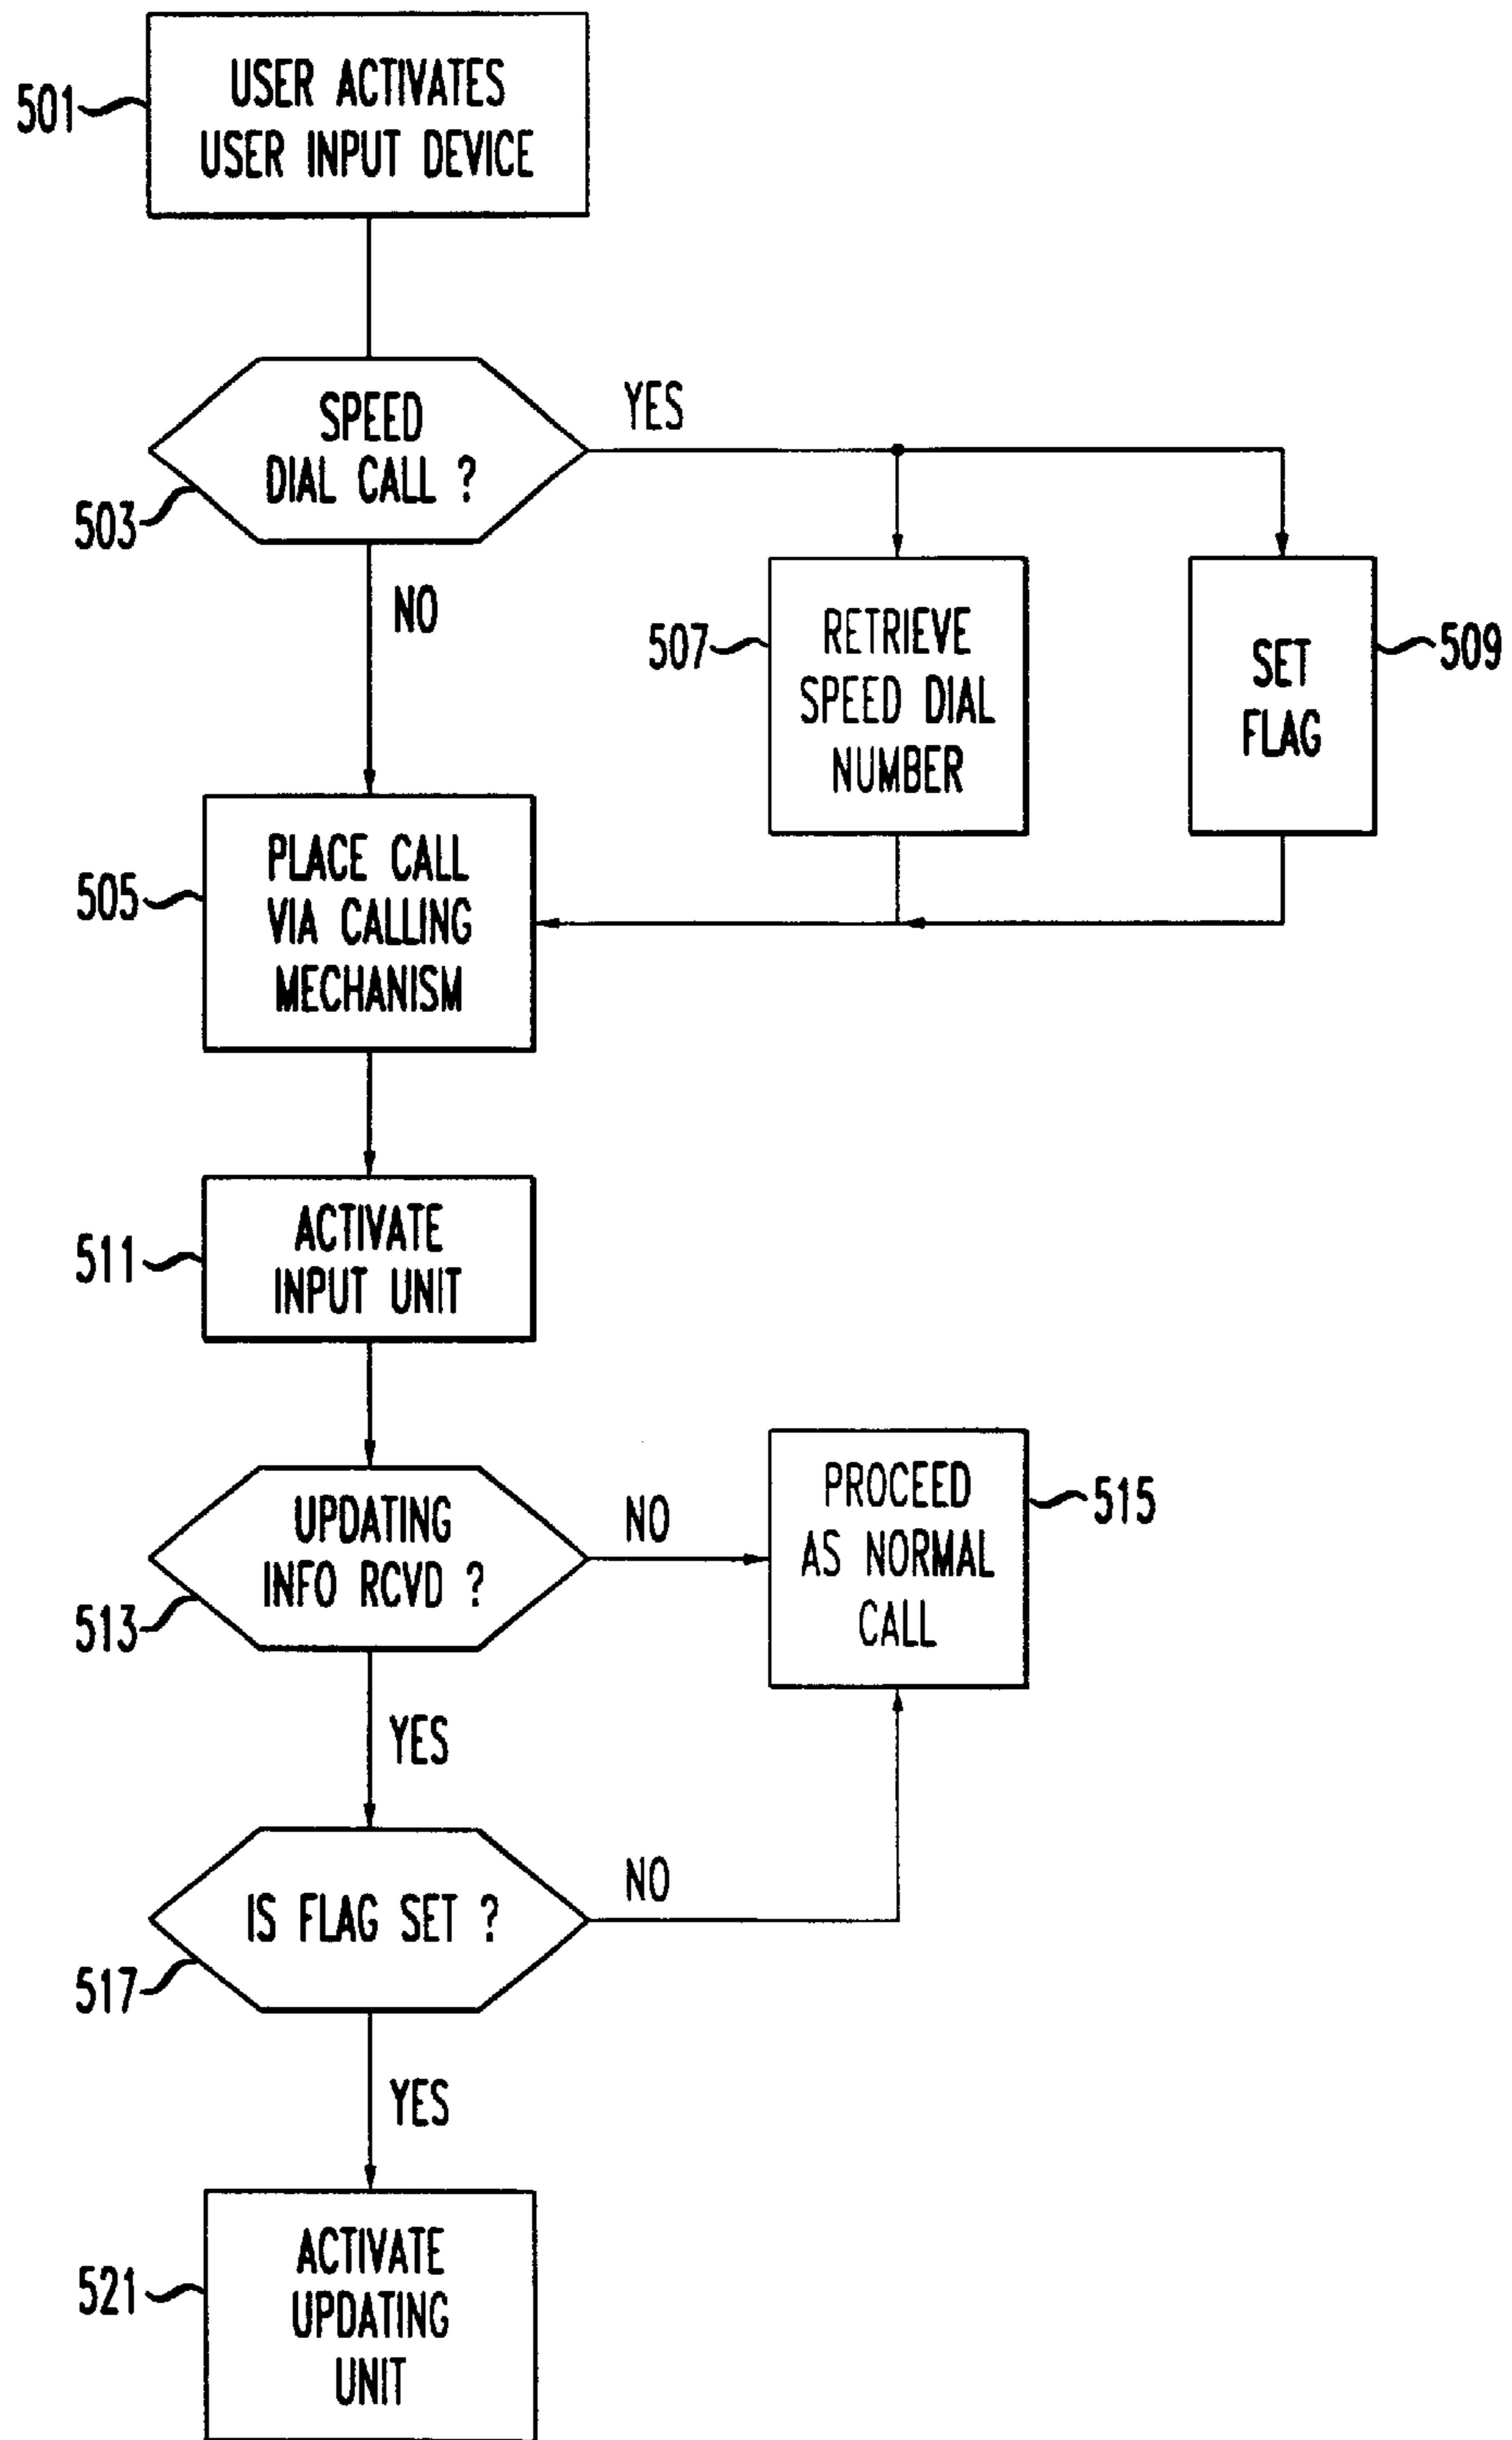 USER ACTIVATES
USER INPUT DEVICE
501
SPEED
DIAL CALL ?
503
YES
NO
RETRIEVE
SPEED DIAL
NUMBER
507
SET
FLAG
509
PLACE CALL
VIA CALLING
MECHANISM
505
ACTIVATE
INPUT UNIT
511
UPDATING
INFO RCVD ?
513
NO
PROCEED
AS NORMAL
CALL
515
YES
IS FLAG SET ?
517
NO
YES
ACTIVATE
UPDATING
UNIT
521